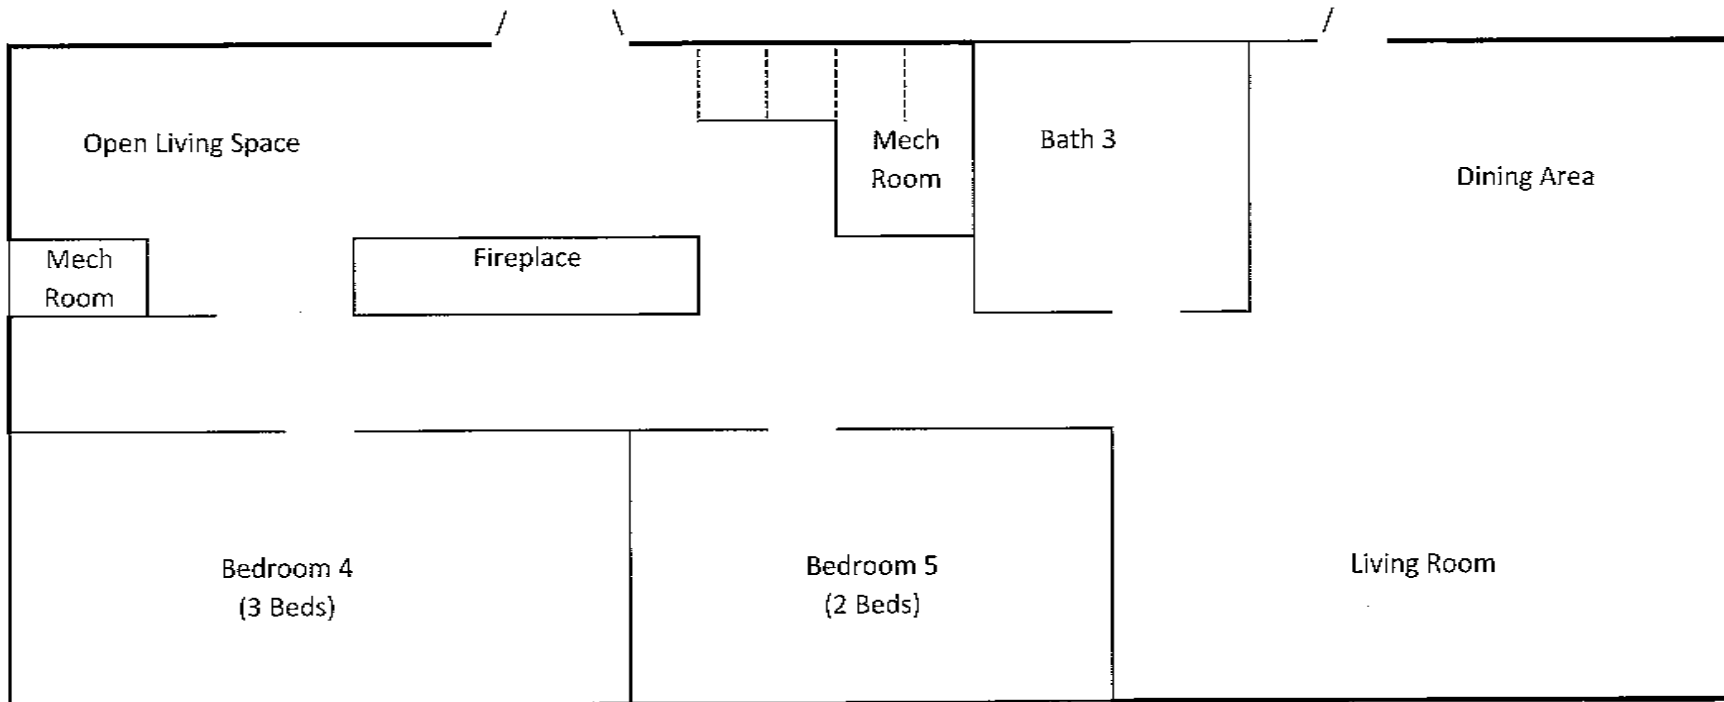 Open Living Space
Mech
Room
Bath 3
Dining Area
Mech
Room
Fireplace
Bedroom 4
(3 Beds)
Bedroom 5
(2 Beds)
Living Room